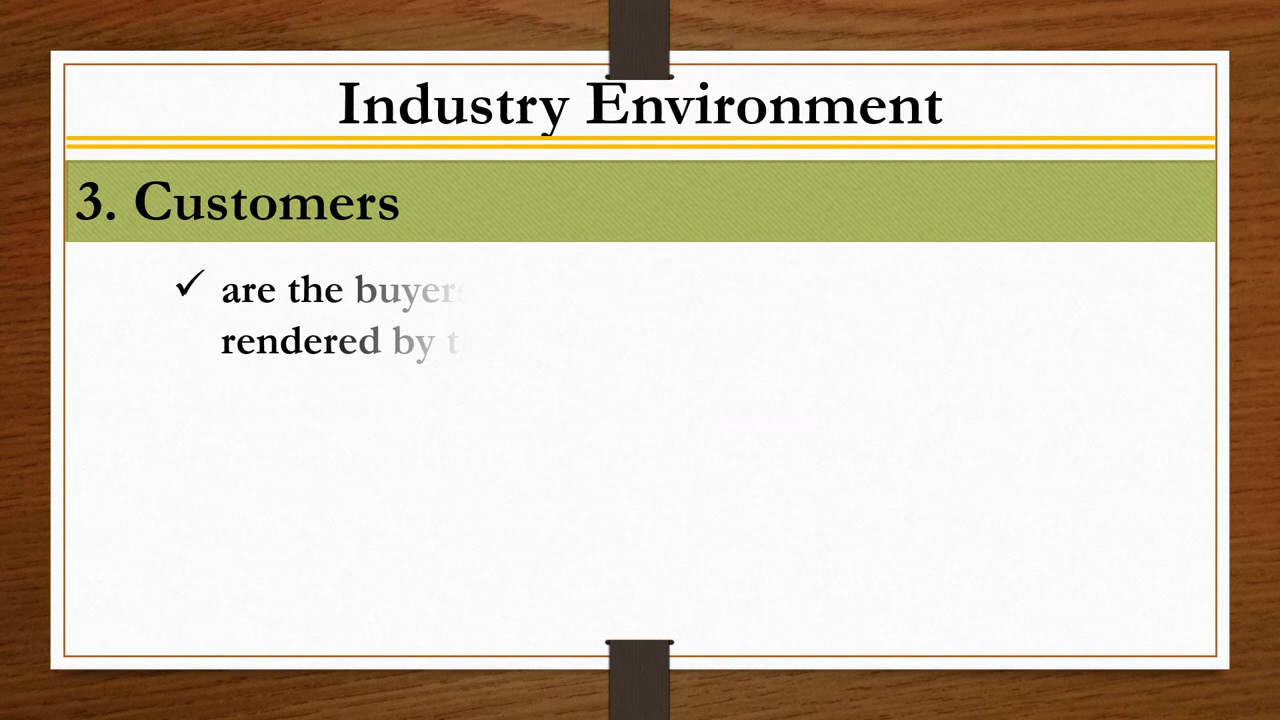 Industry Environment
3. Customers
✓ are the buyers
rendered by